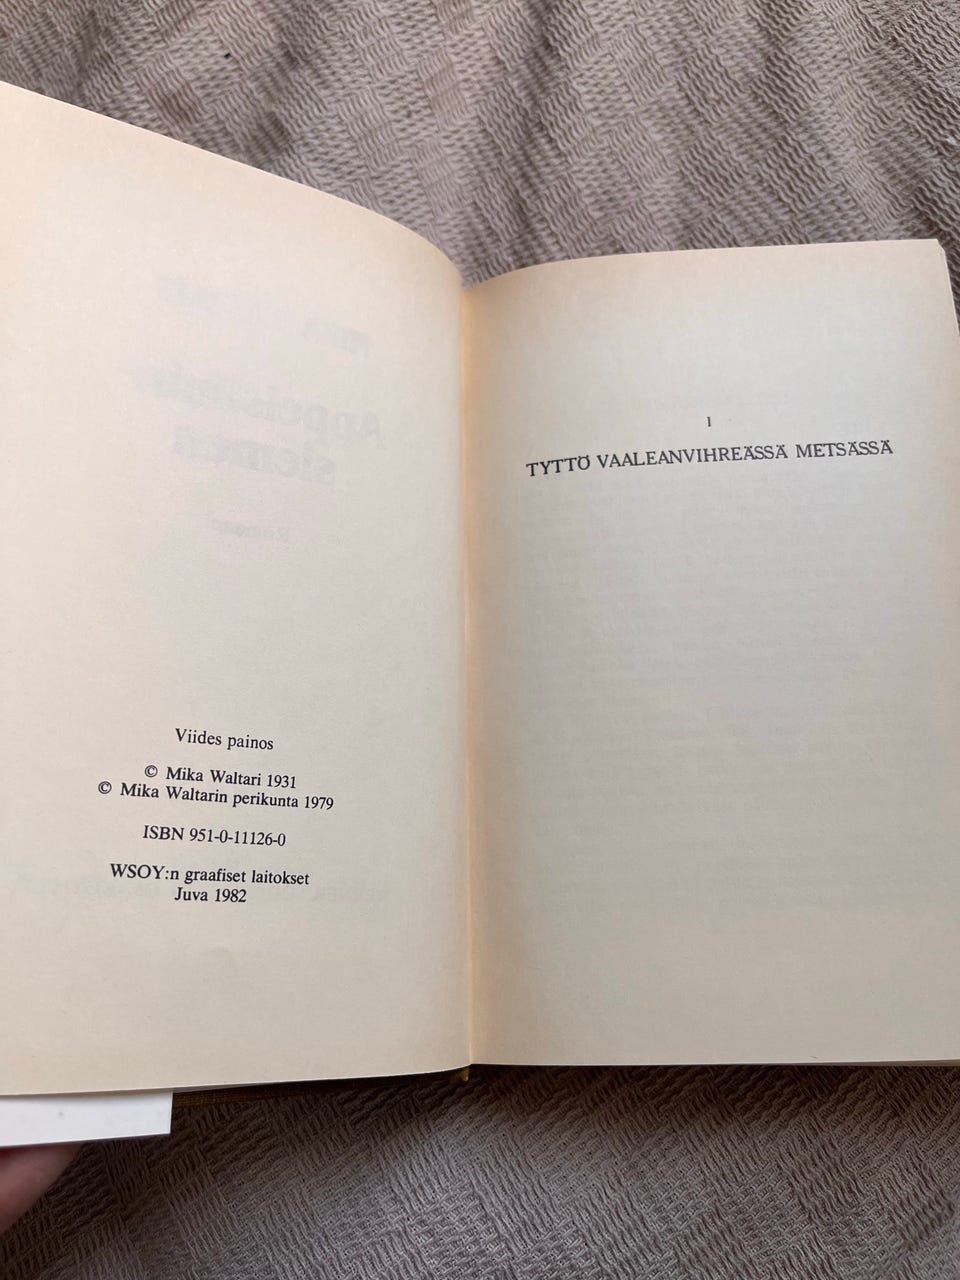 Viides painos
© Mika Waltari 1931
© Mika Waltarin perikunta 1979
ISBN 951-0-11126-0
WSOY:n graafiset laitokset
Juva 1982
1
TYTTÖ VAALEANVIHREÄSSÄ METSÄSSÄ